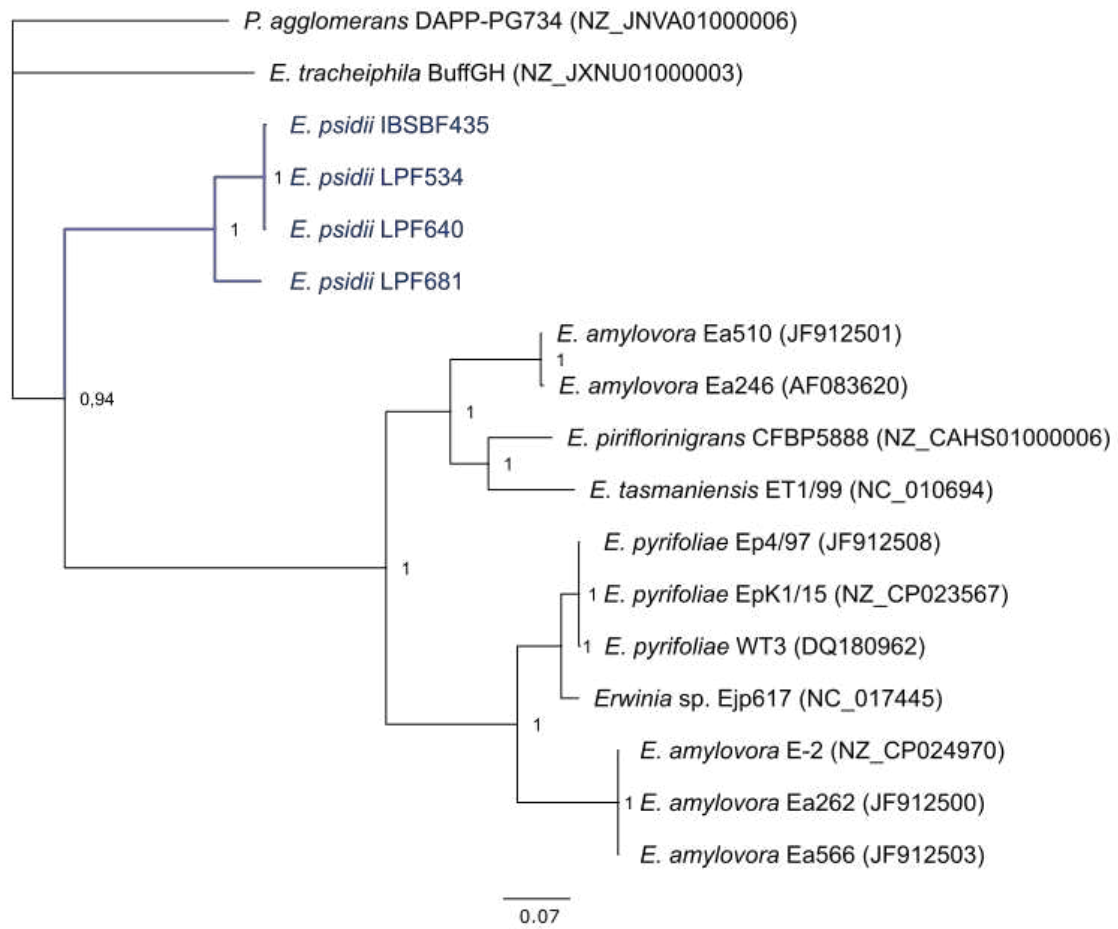 P. agglomerans DAPP-PG734 (NZ_JNVA01000006)
E. tracheiphila BuffGH (NZ_JXNU01000003)
E. psidii IBSBF435
1 E. psidii LPF534
1 E. psidii LPF640
E. psidii LPF681
E. amylovora Ea510 (JF912501)
1
E. amylovora Ea246 (AF083620)
0,94
1
E. piriflorinigrans CFBP5888 (NZ_CAHS01000006)
1
E. tasmaniensis ET1/99 (NC_010694)
E. pyrifoliae Ep4/97 (JF912508)
1
1 E. pyrifoliae EpK1/15 (NZ_CP023567)
1 E. pyrifoliae WT3 (DQ180962)
Erwinia sp. Ejp617 (NC_017445)
1
E. amylovora E-2 (NZ_CP024970)
1 E. amylovora Ea262 (JF912500)
E. amylovora Ea566 (JF912503)
0.07